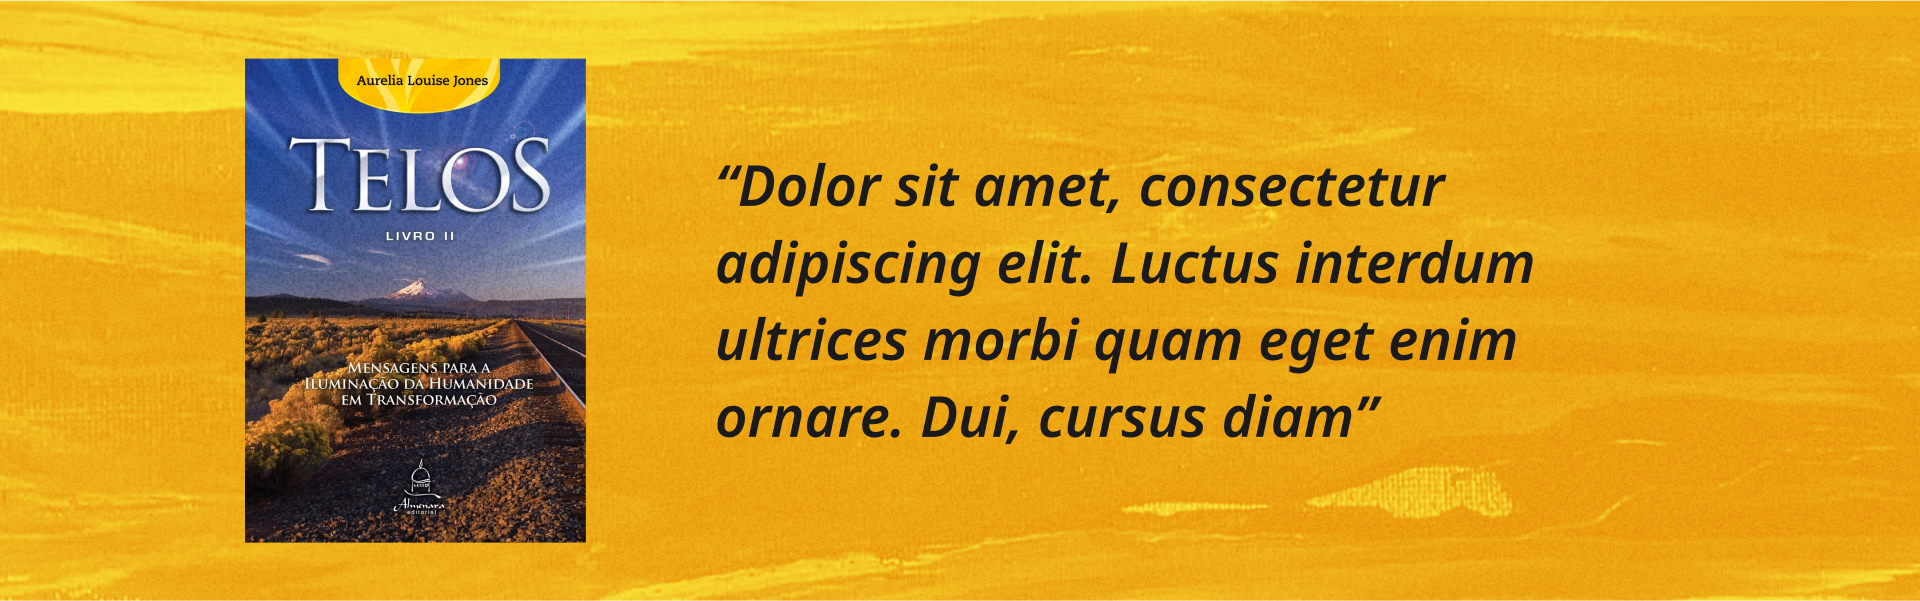 Aurelia Louise Jones
TELOS
LIVRO II
MENSAGENS PARA A
ILUMINAÇÃO DA HUMANIDADE
EM TRANSFORMAÇÃO
Almenara
editorial
“Dolor sit amet, consectetur
adipiscing elit. Luctus interdum
ultrices morbi quam eget enim
ornare. Dui, cursus diam”